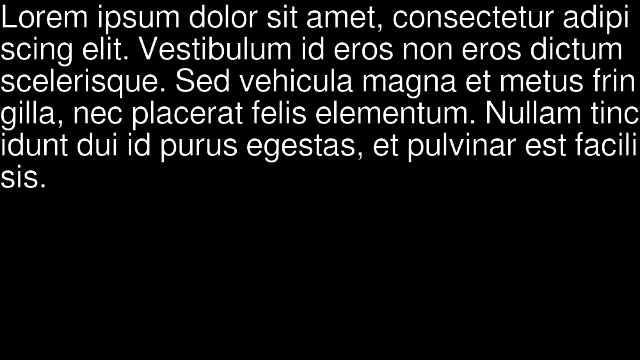 Lorem ipsum dolor sit amet, consectetur adipi
scing elit. Vestibulum id eros non eros dictum
scelerisque. Sed vehicula magna et metus frin
gilla, nec placerat felis elementum. Nullam tinc
idunt dui id purus egestas, et pulvinar est facili
sis.